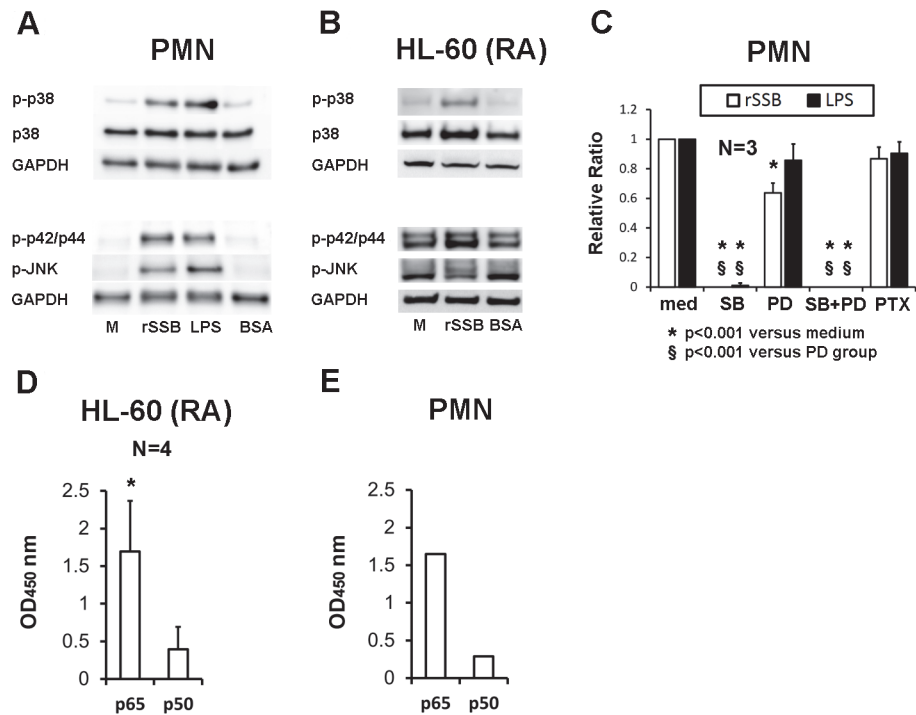 A
PMN
p-p38
p38
GAPDH
p-p42/p44
p-JNK
GAPDH
M rSSB LPS BSA
B
HL-60 (RA)
p-p38
p38
GAPDH
p-p42/p44
p-JNK
GAPDH
M rSSB BSA
C
PMN
rSSB LPS
Relative Ratio
1.2
1
0.8
0.6
0.4
0.2
0
N=3
*
* * * *
§ § § §
med SB PD SB+PD PTX
* p<0.001 versus medium
§ p<0.001 versus PD group
D
HL-60 (RA)
N=4
*
OD450 nm
2.5
2
1.5
1
0.5
0
p65 p50
E
PMN
OD450 nm
2.5
2
1.5
1
0.5
0
p65 p50